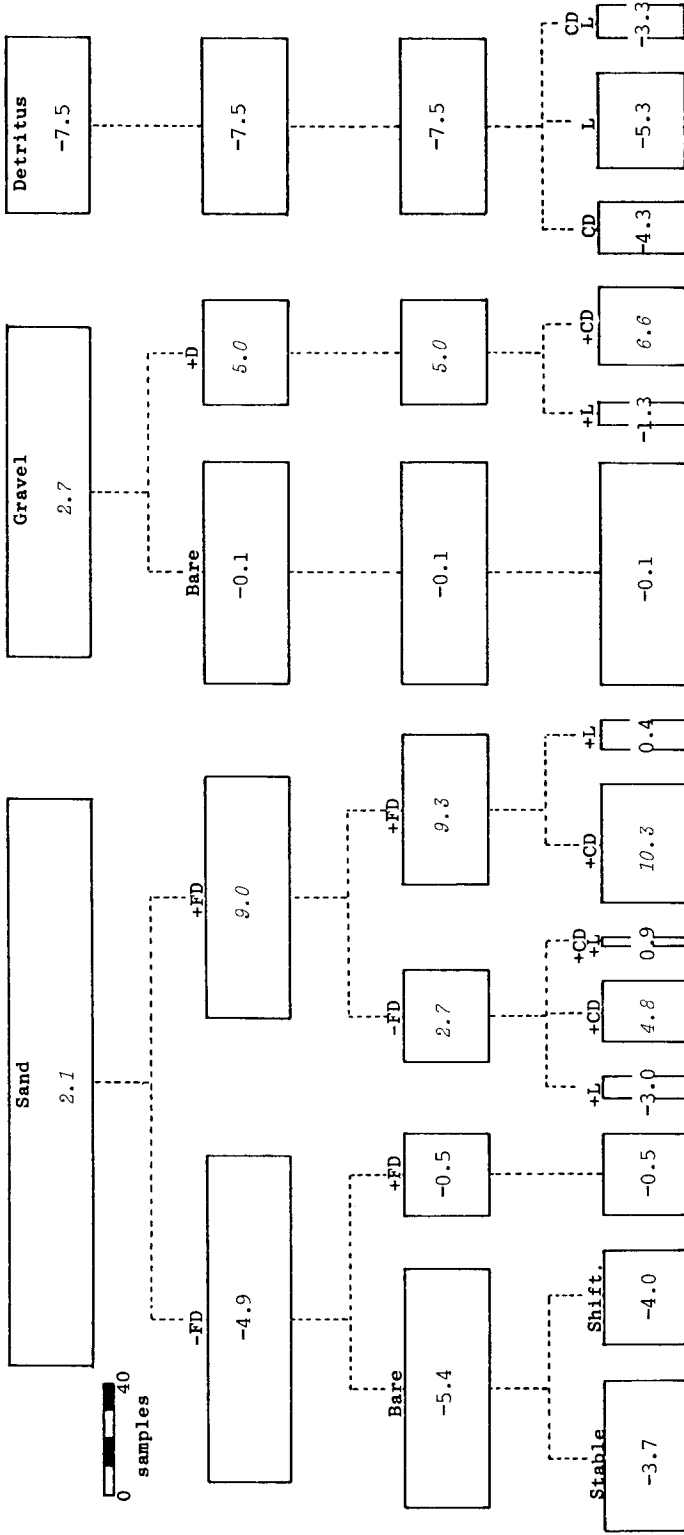 Sand
Gravel
Detritus
2.1
2.7
-7.5
0
40
samples
-FD
+FD
Bare
+D
-4.9
9.0
-0.1
5.0
-7.5
Bare
+FD
-FD
+FD
-5.4
-0.5
2.7
9.3
-0.1
5.0
-7.5
Stable
Shift.
+L
+CD
+CD
+L
+CD
+L
+L
+CD
CD
L
CD
L
-3.7
-4.0
-0.5
-3.0
4.8
0.9
10.3
0.4
-0.1
-1.3
6.6
-4.3
-5.3
-3.3